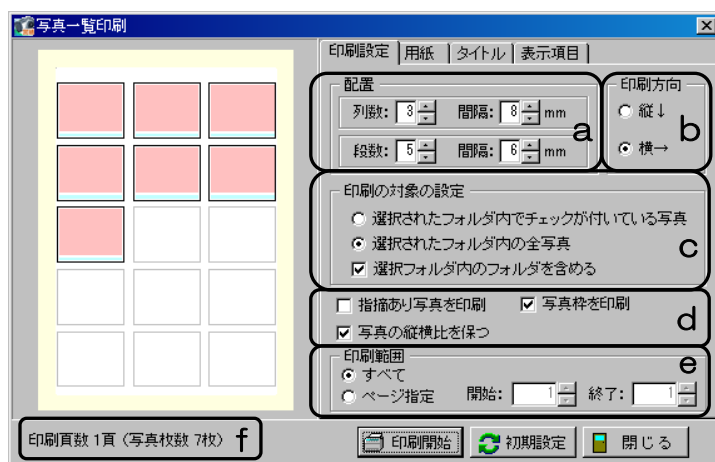 写真一覧印刷
印刷設定 用紙 タイトル 表示項目
配置
列数: 3 間隔: 8 mm
段数: 5 間隔: 6 mm
a
印刷方向
縦↓
横→
b
印刷の対象の設定
選択されたフォルダ内でチェックが付いている写真
選択されたフォルダ内の全写真
選択フォルダ内のフォルダを含める
c
指摘あり写真を印刷 写真枠を印刷
写真の縦横比を保つ
d
印刷範囲
e
すべて
ページ指定 開始: 1 終了: 1
印刷頁数 1頁 (写真枚数 7枚) f
印刷開始 初期設定 閉じる